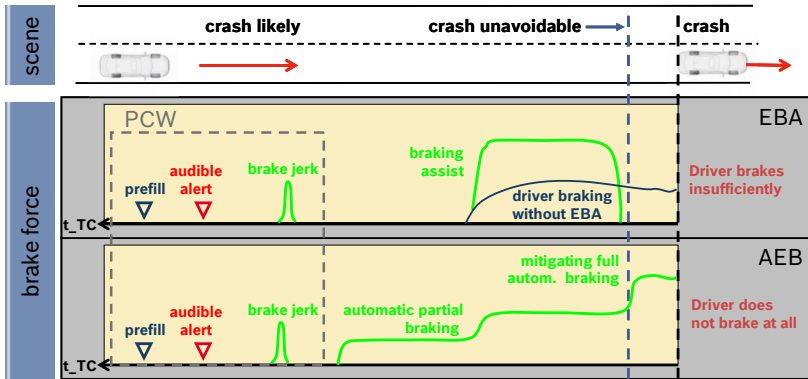 scene
crash likely
crash unavoidable
crash
brake force
PCW
EBA
prefill
audible
alert
brake jerk
braking
assist
driver braking
without EBA
Driver brakes
insufficiently
t_TC
AEB
prefill
audible
alert
brake jerk
automatic partial
braking
mitigating full
autom. braking
Driver does
not brake at all
t_TC